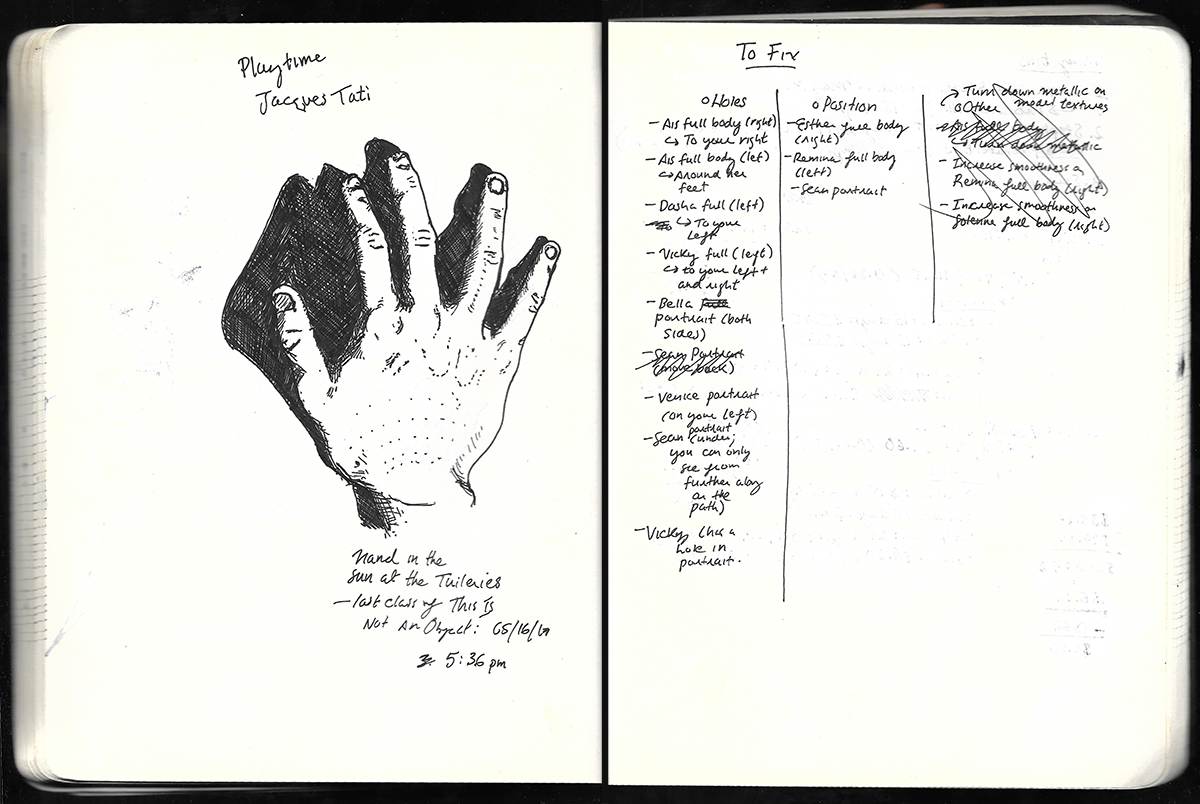 Playtime
Jacques Tati
Hand in the
Sun at the Tuileries
– last class of This Is
Not An Object: 05/16/
5:36 pm
To Fix
o Holes
– Ais full body (right)
↳ To your right
– Ais full body (left)
↳ Around her
feet
– Dasha full (left)
↳ To your
left
– Vicky full (left)
↳ to your left +
and right
– Bella
portrait (both
sides)
– Sean Portrait
(move back)
– Venice portrait
(on your left)
portrait
– Sean (under,
you can only
see from
further along
on the
path)
– Vicky (has a
hole in
portrait.
o Position
– Esther full body
(right)
– Remina full body
(left)
– Sean portrait
→ Turn down metallic on
o Other model textures
– Ais full body
↳ Turn down metallic
– Increase smoothness on
Remina full body (right)
– Increase smoothness on
full body (right)